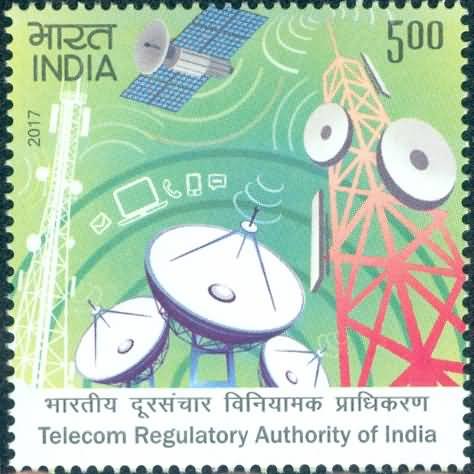 भारत 500
INDIA
2017
भारतीय दूरसंचार विनियामक प्राधिकरण
Telecom Regulatory Authority of India